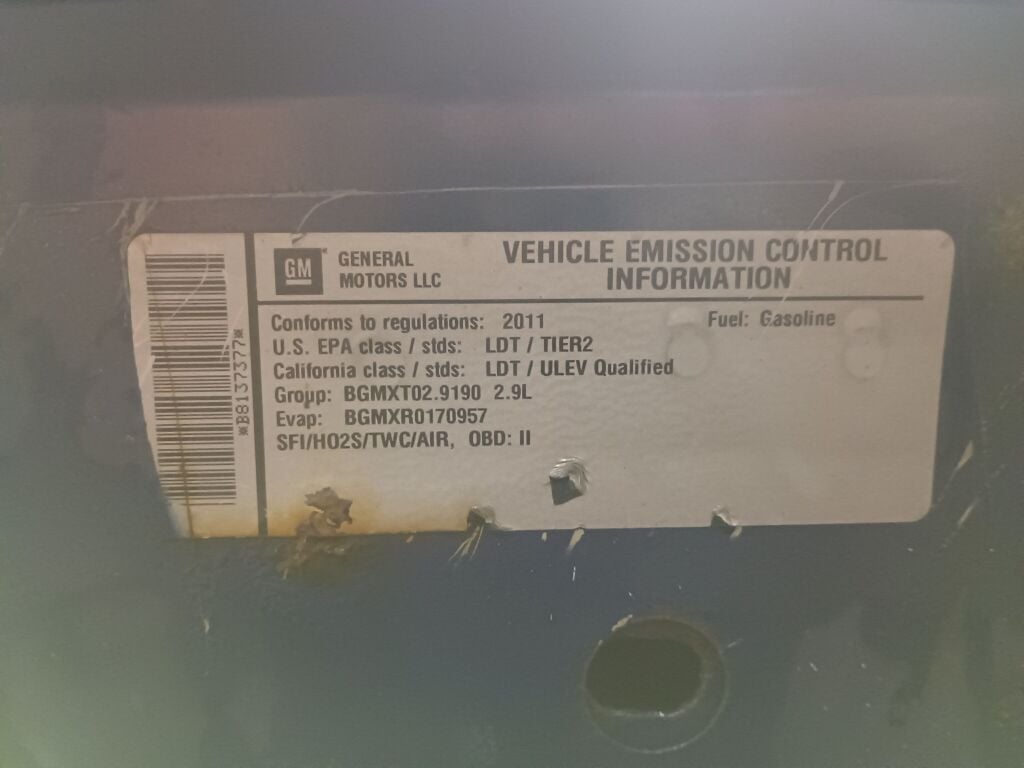 GM GENERAL MOTORS LLC
VEHICLE EMISSION CONTROL
INFORMATION
Conforms to regulations: 2011 Fuel: Gasoline
U.S. EPA class / stds: LDT / TIER2
California class / stds: LDT / ULEV Qualified
Group: BGMXT02.9190 2.9L
Evap: BGMXR0170957
SFI/HO2S/TWC/AIR, OBD: II
*B8137377*